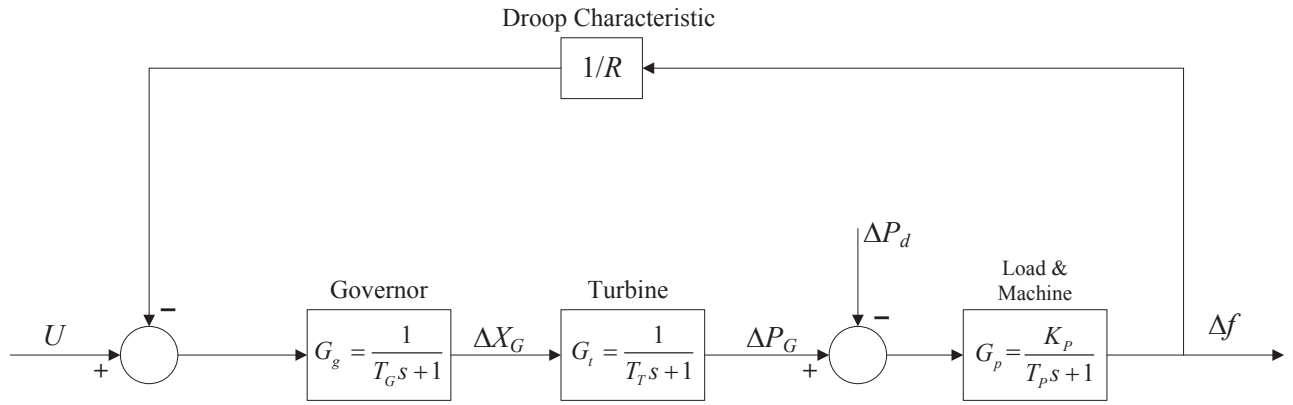 Droop Characteristic
1/R
ΔP_d
Load &
Machine
Governor
Turbine
U
−
+
G_g = 1/(T_G s + 1)
ΔX_G
G_t = 1/(T_T s + 1)
ΔP_G
−
+
G_p = K_P/(T_P s + 1)
Δf